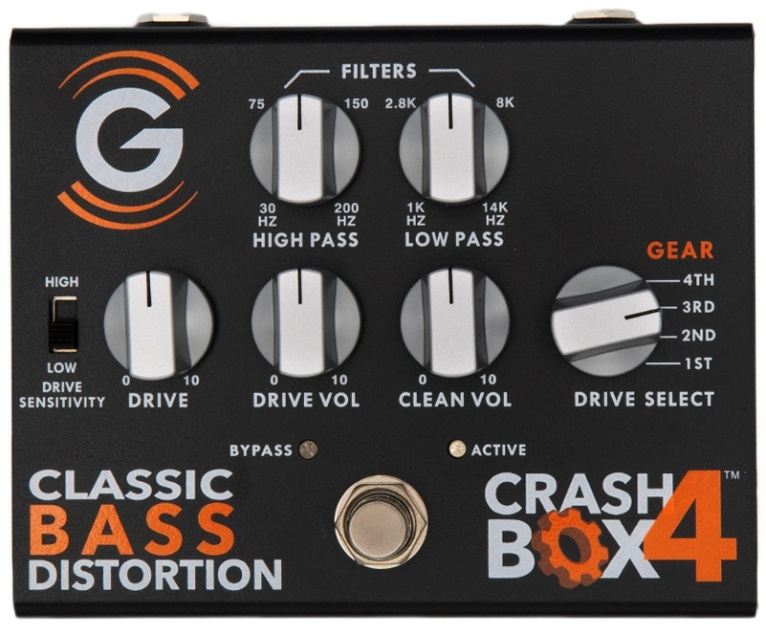 G
FILTERS
75 150 2.8K 8K
30 HZ 200 HZ 1K HZ 14K HZ
HIGH PASS LOW PASS
GEAR
4TH
3RD
2ND
1ST
HIGH
LOW
DRIVE
SENSITIVITY
0 10 0 10 0 10
DRIVE DRIVE VOL CLEAN VOL DRIVE SELECT
BYPASS ACTIVE
CLASSIC
BASS
DISTORTION
CRASH
BOX4™